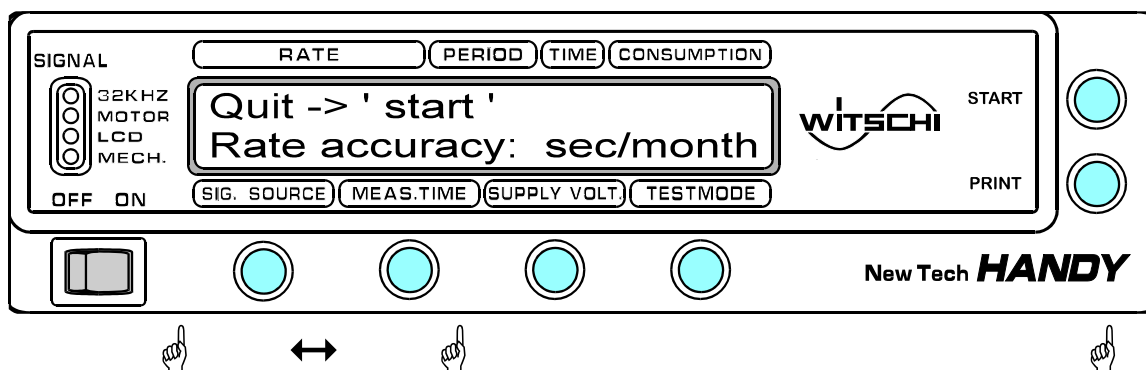 SIGNAL
32KHZ
MOTOR
LCD
MECH.
OFF ON
RATE PERIOD TIME CONSUMPTION
Quit -> ' start '
Rate accuracy: sec/month
SIG. SOURCE MEAS.TIME SUPPLY VOLT. TESTMODE
WITSCHI
START
PRINT
New Tech HANDY